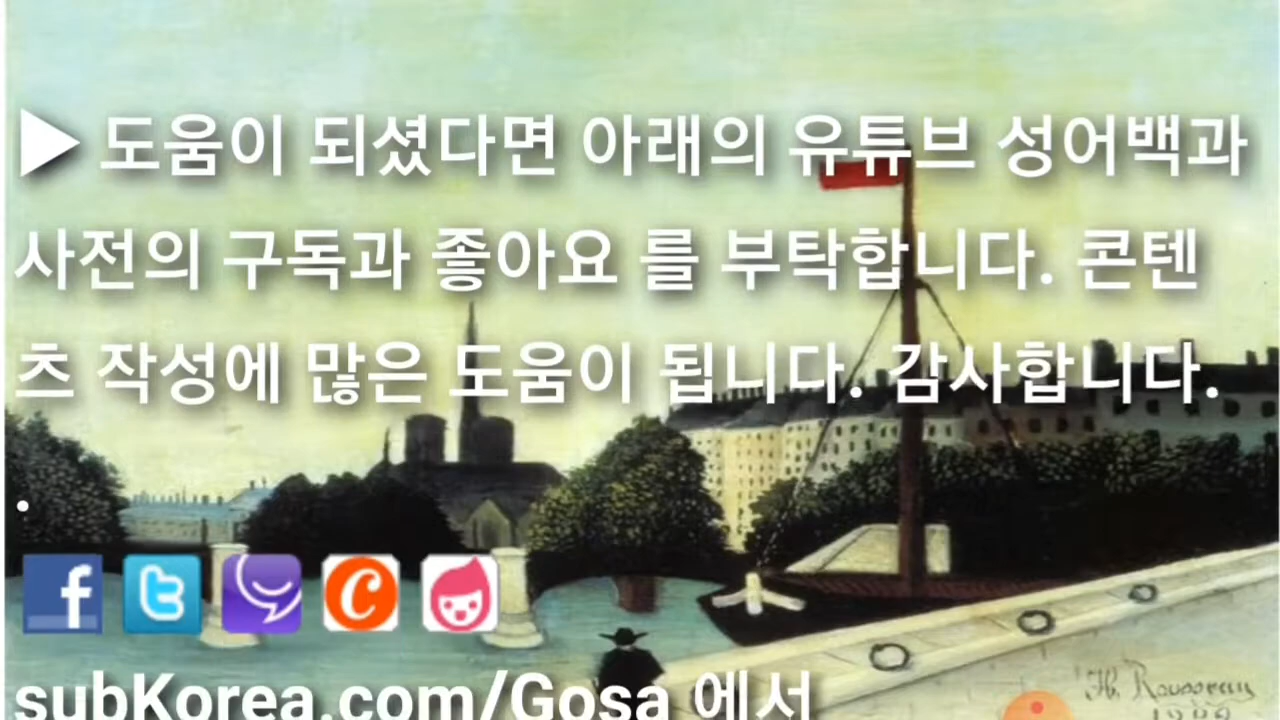 ▶ 도움이 되셨다면 아래의 유튜브 성어백과
사전의 구독과 좋아요 를 부탁합니다. 콘텐
츠 작성에 많은 도움이 됩니다. 감사합니다.
.
subKorea.com/Gosa 에서
H. Rousseau